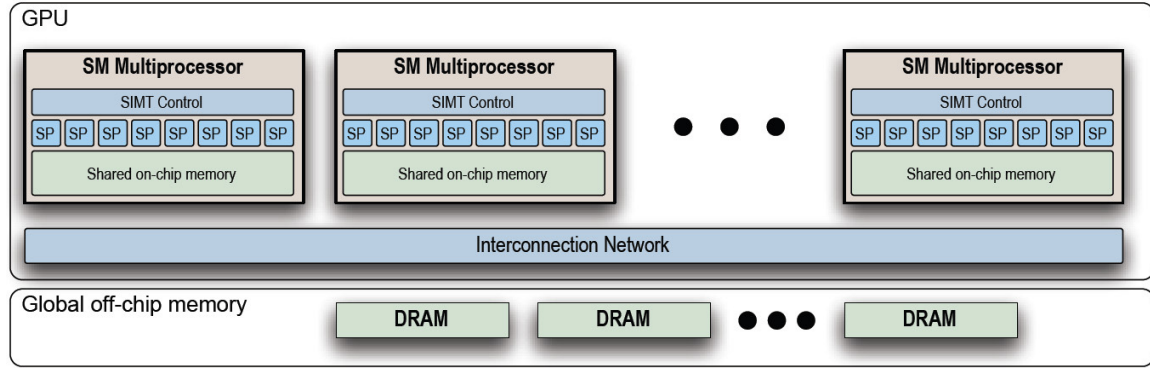 GPU
SM Multiprocessor SM Multiprocessor SM Multiprocessor
SIMT Control SIMT Control SIMT Control
SP SP SP SP SP SP SP SP SP SP SP SP SP SP SP SP SP SP SP SP SP SP SP SP
Shared on-chip memory Shared on-chip memory Shared on-chip memory
Interconnection Network
Global off-chip memory
DRAM DRAM DRAM